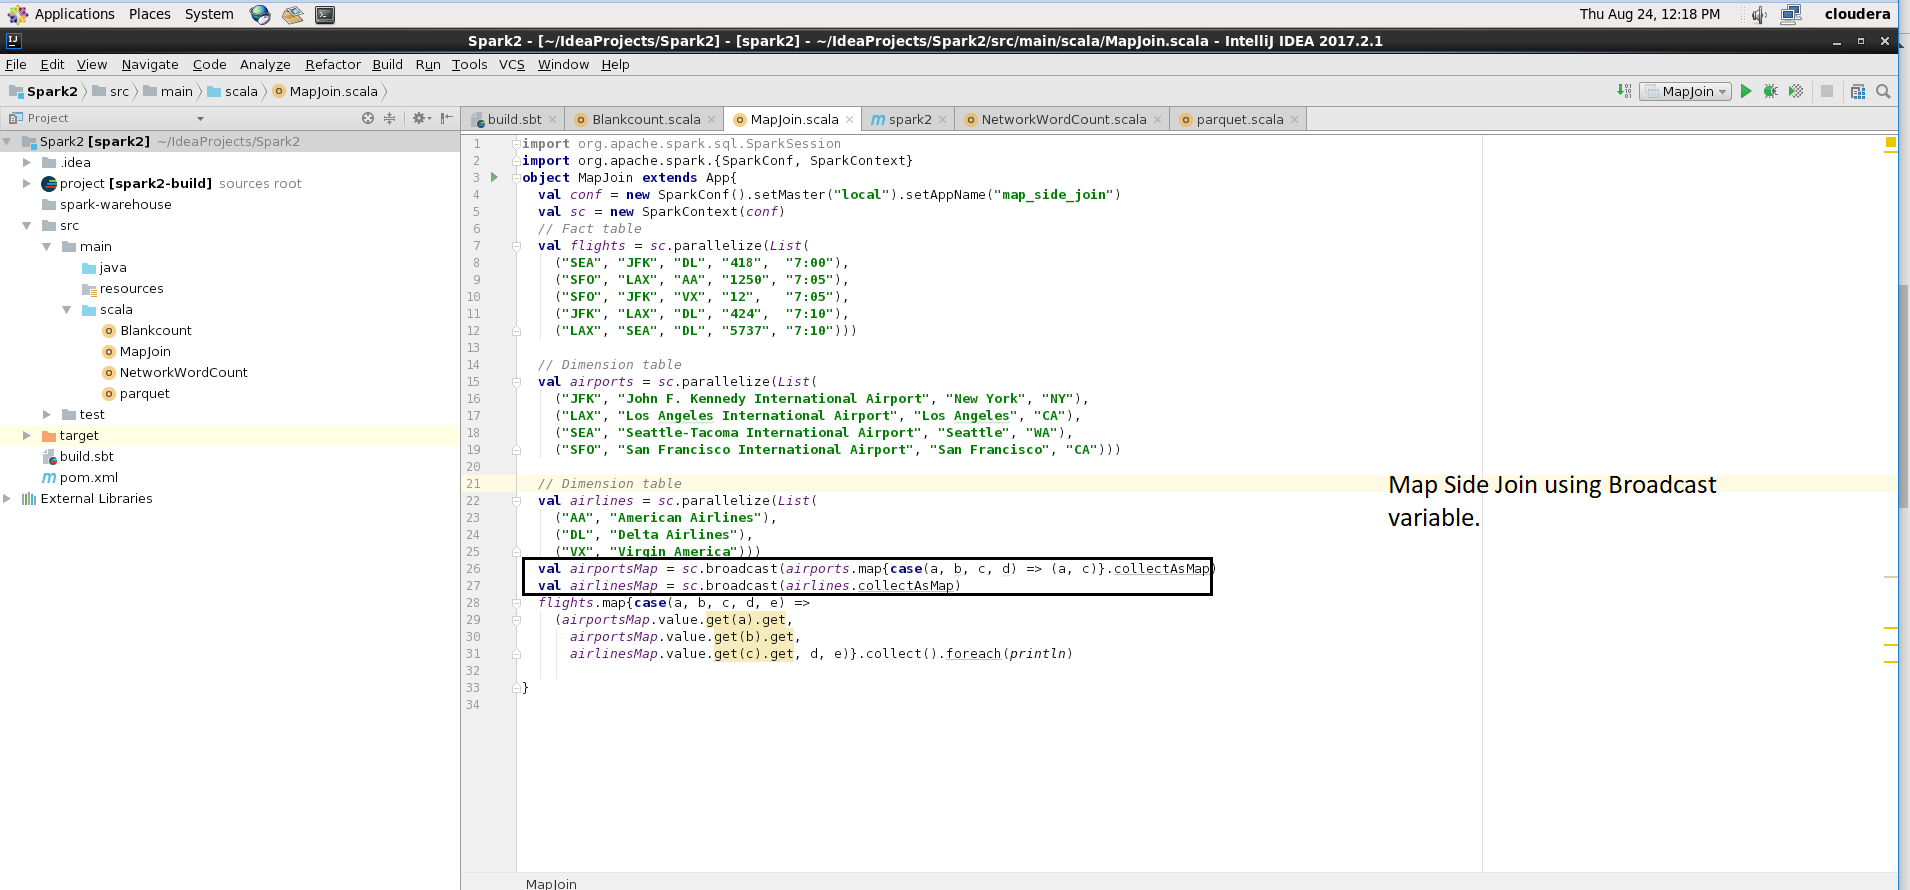 Applications Places System Thu Aug 24, 12:18 PM cloudera
Spark2 - [~/IdeaProjects/Spark2] - [spark2] - ~/IdeaProjects/Spark2/src/main/scala/MapJoin.scala - IntelliJ IDEA 2017.2.1
File Edit View Navigate Code Analyze Refactor Build Run Tools VCS Window Help
Spark2 src main scala MapJoin.scala MapJoin
Project
build.sbt Blankcount.scala MapJoin.scala spark2 NetworkWordCount.scala parquet.scala
Spark2 [spark2] ~/IdeaProjects/Spark2
.idea
project [spark2-build] sources root
spark-warehouse
src
main
java
resources
scala
Blankcount
MapJoin
NetworkWordCount
parquet
test
target
build.sbt
pom.xml
External Libraries
1 import org.apache.spark.sql.SparkSession
2 import org.apache.spark.{SparkConf, SparkContext}
3 object MapJoin extends App{
4 val conf = new SparkConf().setMaster("local").setAppName("map_side_join")
5 val sc = new SparkContext(conf)
6 // Fact table
7 val flights = sc.parallelize(List(
8 ("SEA", "JFK", "DL", "418", "7:00"),
9 ("SFO", "LAX", "AA", "1250", "7:05"),
10 ("SFO", "JFK", "VX", "12", "7:05"),
11 ("JFK", "LAX", "DL", "424", "7:10"),
12 ("LAX", "SEA", "DL", "5737", "7:10")))
13
14 // Dimension table
15 val airports = sc.parallelize(List(
16 ("JFK", "John F. Kennedy International Airport", "New York", "NY"),
17 ("LAX", "Los Angeles International Airport", "Los Angeles", "CA"),
18 ("SEA", "Seattle-Tacoma International Airport", "Seattle", "WA"),
19 ("SFO", "San Francisco International Airport", "San Francisco", "CA")))
20
21 // Dimension table
22 val airlines = sc.parallelize(List(
23 ("AA", "American Airlines"),
24 ("DL", "Delta Airlines"),
25 ("VX", "Virgin America")))
26 val airportsMap = sc.broadcast(airports.map{case(a, b, c, d) => (a, c)}.collectAsMap)
27 val airlinesMap = sc.broadcast(airlines.collectAsMap)
28 flights.map{case(a, b, c, d, e) =>
29 (airportsMap.value.get(a).get,
30 airportsMap.value.get(b).get,
31 airlinesMap.value.get(c).get, d, e)}.collect().foreach(println)
32
33 }
34
Map Side Join using Broadcast
variable.
MapJoin